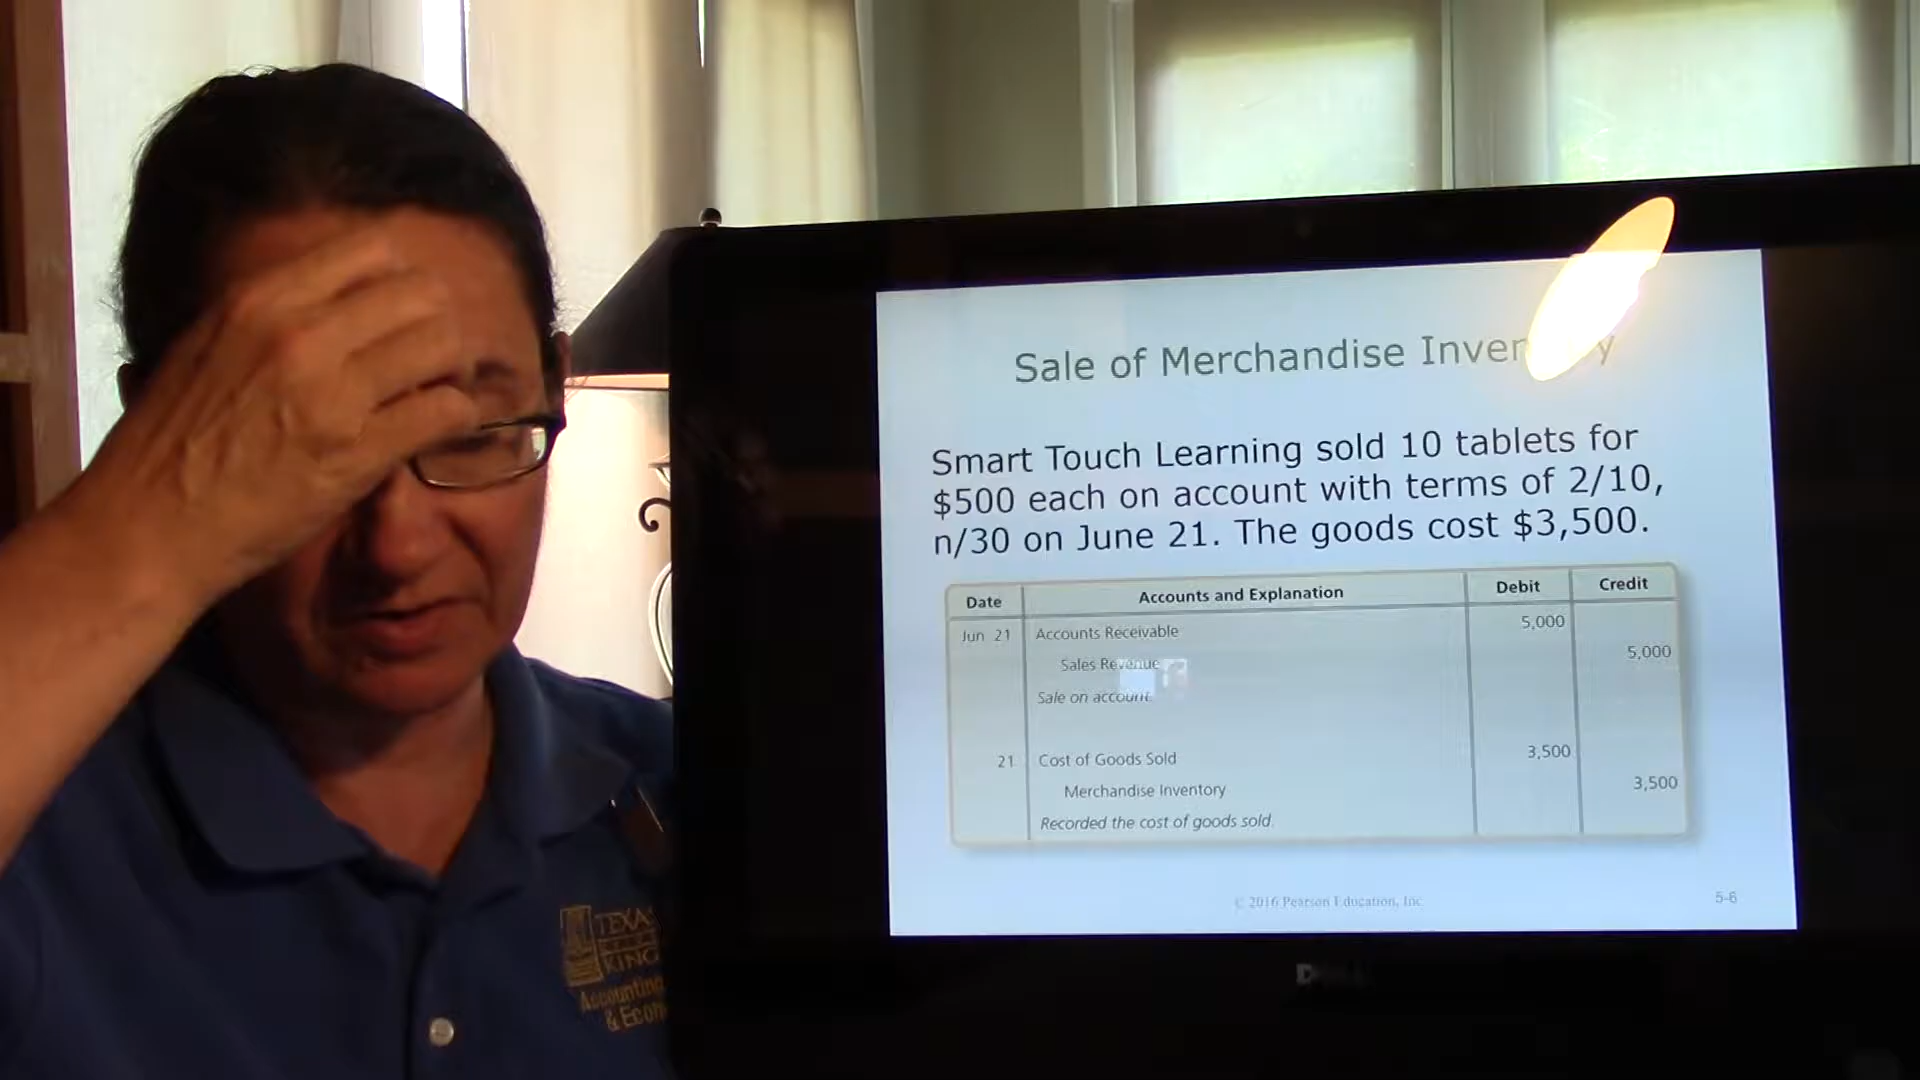 Sale of Merchandise
Smart Touch Learning sold 10 tablets for
$500 each on account with terms of 2/10,
n/30 on June 21. The goods cost $3,500.
Date Accounts and Explanation Debit Credit
Jun 21 Accounts Receivable 5,000
Sales Revenue 5,000
Sale on account.
21 Cost of Goods Sold 3,500
Merchandise Inventory 3,500
Recorded the cost of goods sold.
© 2016 Pearson Education, Inc.
5-6
Accounting
&